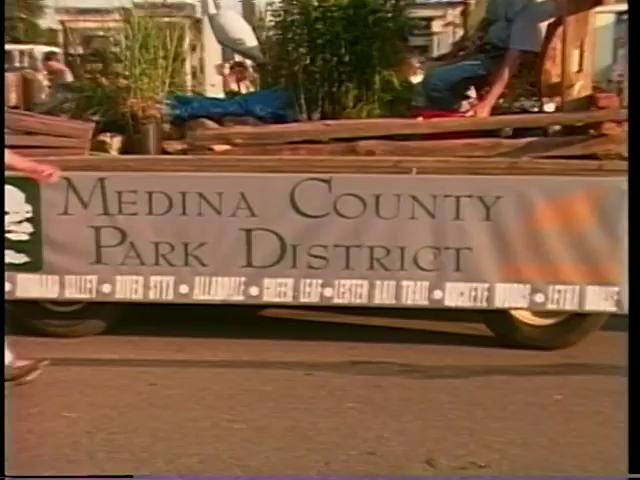 MEDINA COUNTY
PARK DISTRICT
• RIVER STYX • ALLARDALE • GREEN LEAF • LESTER RAIL TRAIL • BUCKEYE WOODS •